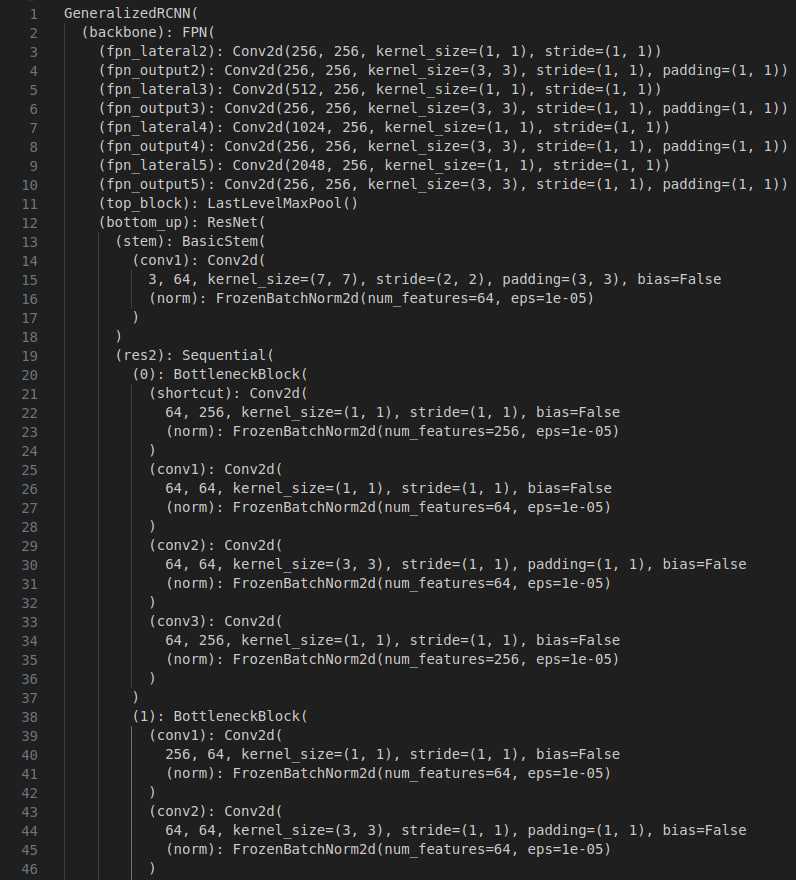 1 GeneralizedRCNN(
2   (backbone): FPN(
3     (fpn_lateral2): Conv2d(256, 256, kernel_size=(1, 1), stride=(1, 1))
4     (fpn_output2): Conv2d(256, 256, kernel_size=(3, 3), stride=(1, 1), padding=(1, 1))
5     (fpn_lateral3): Conv2d(512, 256, kernel_size=(1, 1), stride=(1, 1))
6     (fpn_output3): Conv2d(256, 256, kernel_size=(3, 3), stride=(1, 1), padding=(1, 1))
7     (fpn_lateral4): Conv2d(1024, 256, kernel_size=(1, 1), stride=(1, 1))
8     (fpn_output4): Conv2d(256, 256, kernel_size=(3, 3), stride=(1, 1), padding=(1, 1))
9     (fpn_lateral5): Conv2d(2048, 256, kernel_size=(1, 1), stride=(1, 1))
10     (fpn_output5): Conv2d(256, 256, kernel_size=(3, 3), stride=(1, 1), padding=(1, 1))
11     (top_block): LastLevelMaxPool()
12     (bottom_up): ResNet(
13       (stem): BasicStem(
14         (conv1): Conv2d(
15           3, 64, kernel_size=(7, 7), stride=(2, 2), padding=(3, 3), bias=False
16           (norm): FrozenBatchNorm2d(num_features=64, eps=1e-05)
17         )
18       )
19       (res2): Sequential(
20         (0): BottleneckBlock(
21           (shortcut): Conv2d(
22             64, 256, kernel_size=(1, 1), stride=(1, 1), bias=False
23             (norm): FrozenBatchNorm2d(num_features=256, eps=1e-05)
24           )
25           (conv1): Conv2d(
26             64, 64, kernel_size=(1, 1), stride=(1, 1), bias=False
27             (norm): FrozenBatchNorm2d(num_features=64, eps=1e-05)
28           )
29           (conv2): Conv2d(
30             64, 64, kernel_size=(3, 3), stride=(1, 1), padding=(1, 1), bias=False
31             (norm): FrozenBatchNorm2d(num_features=64, eps=1e-05)
32           )
33           (conv3): Conv2d(
34             64, 256, kernel_size=(1, 1), stride=(1, 1), bias=False
35             (norm): FrozenBatchNorm2d(num_features=256, eps=1e-05)
36           )
37         )
38         (1): BottleneckBlock(
39           (conv1): Conv2d(
40             256, 64, kernel_size=(1, 1), stride=(1, 1), bias=False
41             (norm): FrozenBatchNorm2d(num_features=64, eps=1e-05)
42           )
43           (conv2): Conv2d(
44             64, 64, kernel_size=(3, 3), stride=(1, 1), padding=(1, 1), bias=False
45             (norm): FrozenBatchNorm2d(num_features=64, eps=1e-05)
46           )